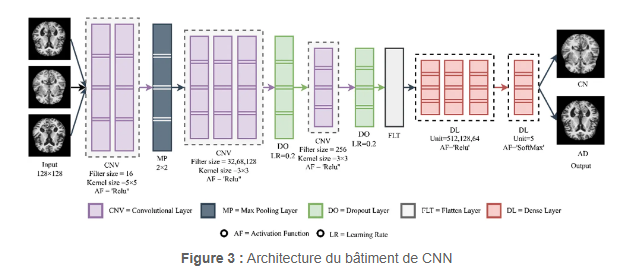 Input
128×128
CNV
Filter size = 16
Kernel size =5×5
AF = 'Relu"
MP
2×2
CNV
Filter size = 32,68,128
Kernel size =3×3
AF = 'Relu"
DO
LR=0.2
CNV
Filter size = 256
Kernel size =3×3
AF = 'Relu"
DO
LR=0.2
FLT
DL
Unit=512,128,64
AF='Relu'
DL
Unit=5
AF='SoftMax'
CN
AD
Output
CNV = Convolutional Layer
MP = Max Pooling Layer
DO = Dropout Layer
FLT = Flatten Layer
DL = Dense Layer
AF = Activation Function
LR = Learning Rate
Figure 3 : Architecture du bâtiment de CNN